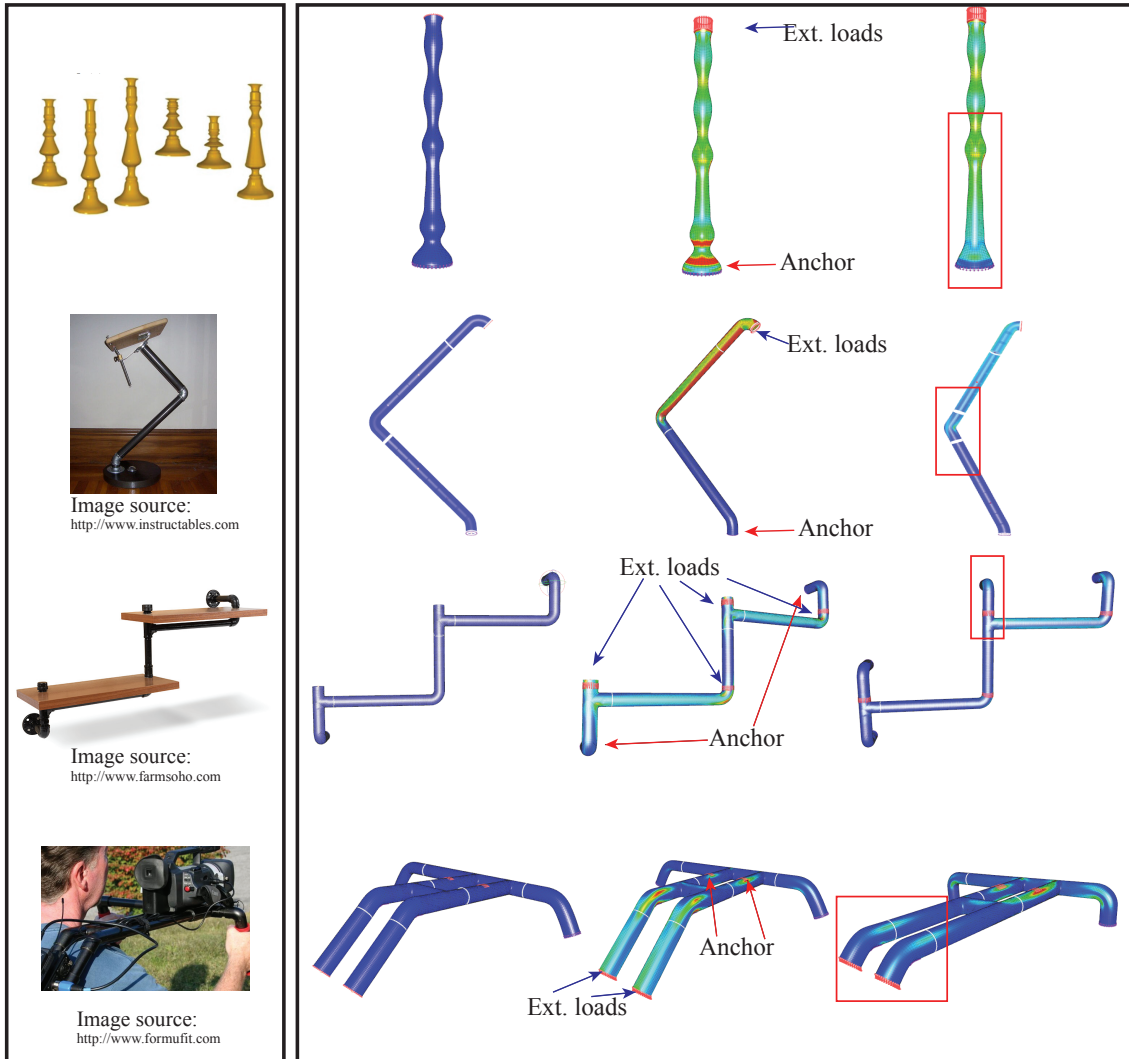 Ext. loads
Anchor
Ext. loads
Image source:
http://www.instructables.com
Anchor
Ext. loads
Anchor
Image source:
http://www.farmsoho.com
Anchor
Ext. loads
Image source:
http://www.formufit.com